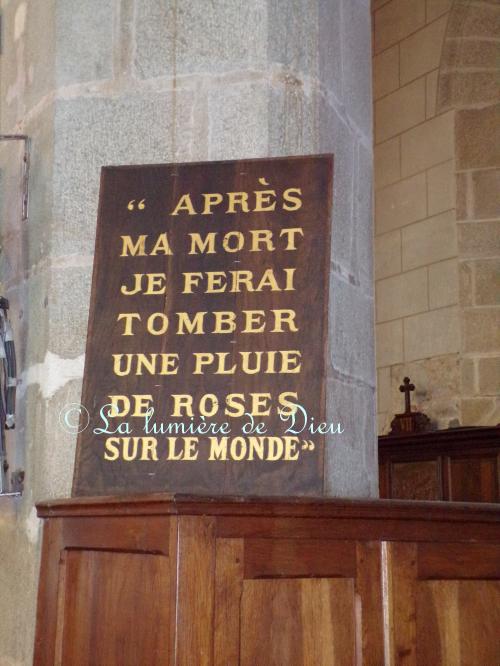 “ APRÈS
MA MORT
JE FERAI
TOMBER
UNE PLUIE
DE ROSES
© La lumière de Dieu
SUR LE MONDE”